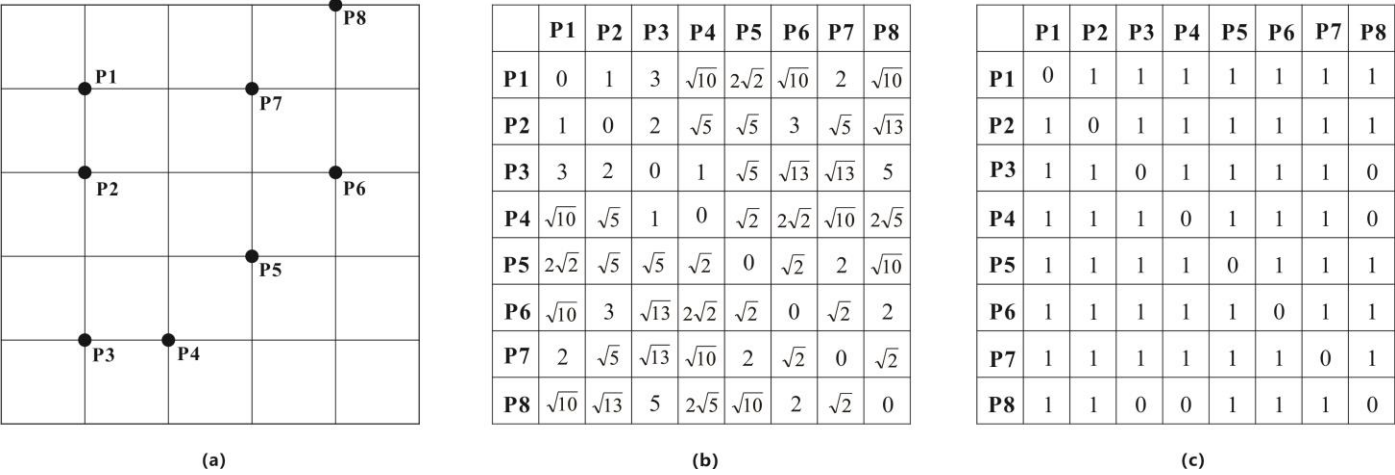 P8
P1
P7
P2
P6
P5
P3 P4
(a)
P1 P2 P3 P4 P5 P6 P7 P8
P1 0 1 3 √10 2√2 √10 2 √10
P2 1 0 2 √5 √5 3 √5 √13
P3 3 2 0 1 √5 √13 √13 5
P4 √10 √5 1 0 √2 2√2 √10 2√5
P5 2√2 √5 √5 √2 0 √2 2 √10
P6 √10 3 √13 2√2 √2 0 √2 2
P7 2 √5 √13 √10 2 √2 0 √2
P8 √10 √13 5 2√5 √10 2 √2 0
(b)
P1 P2 P3 P4 P5 P6 P7 P8
P1 0 1 1 1 1 1 1 1
P2 1 0 1 1 1 1 1 1
P3 1 1 0 1 1 1 1 0
P4 1 1 1 0 1 1 1 0
P5 1 1 1 1 0 1 1 1
P6 1 1 1 1 1 0 1 1
P7 1 1 1 1 1 1 0 1
P8 1 1 0 0 1 1 1 0
(c)